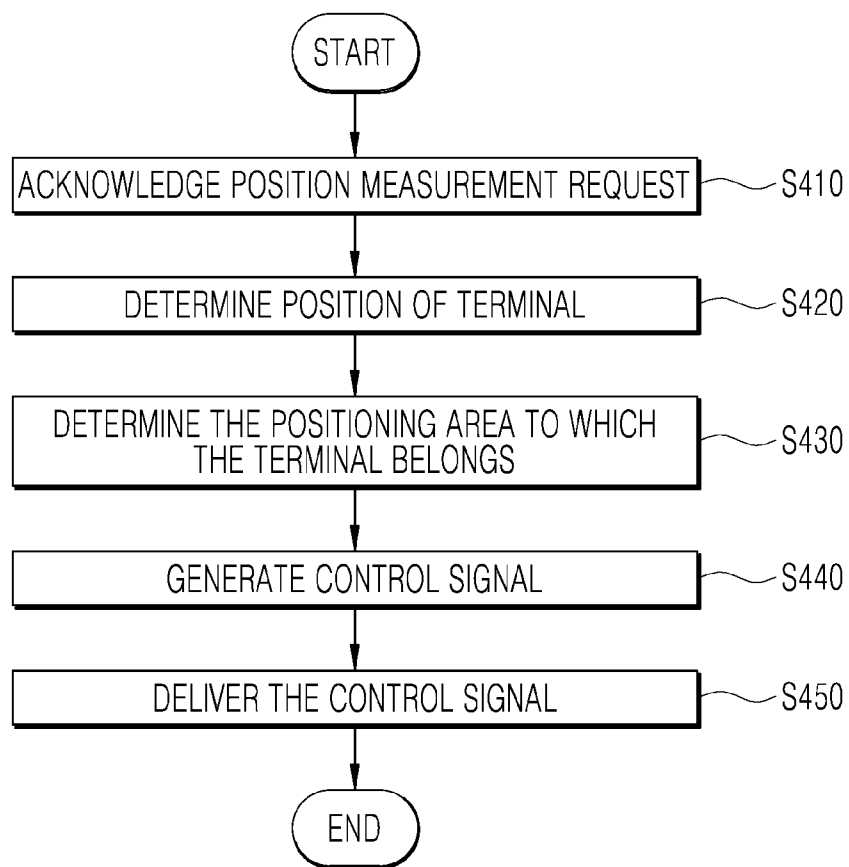 START
ACKNOWLEDGE POSITION MEASUREMENT REQUEST
S410
DETERMINE POSITION OF TERMINAL
S420
DETERMINE THE POSITIONING AREA TO WHICH
THE TERMINAL BELONGS
S430
GENERATE CONTROL SIGNAL
S440
DELIVER THE CONTROL SIGNAL
S450
END